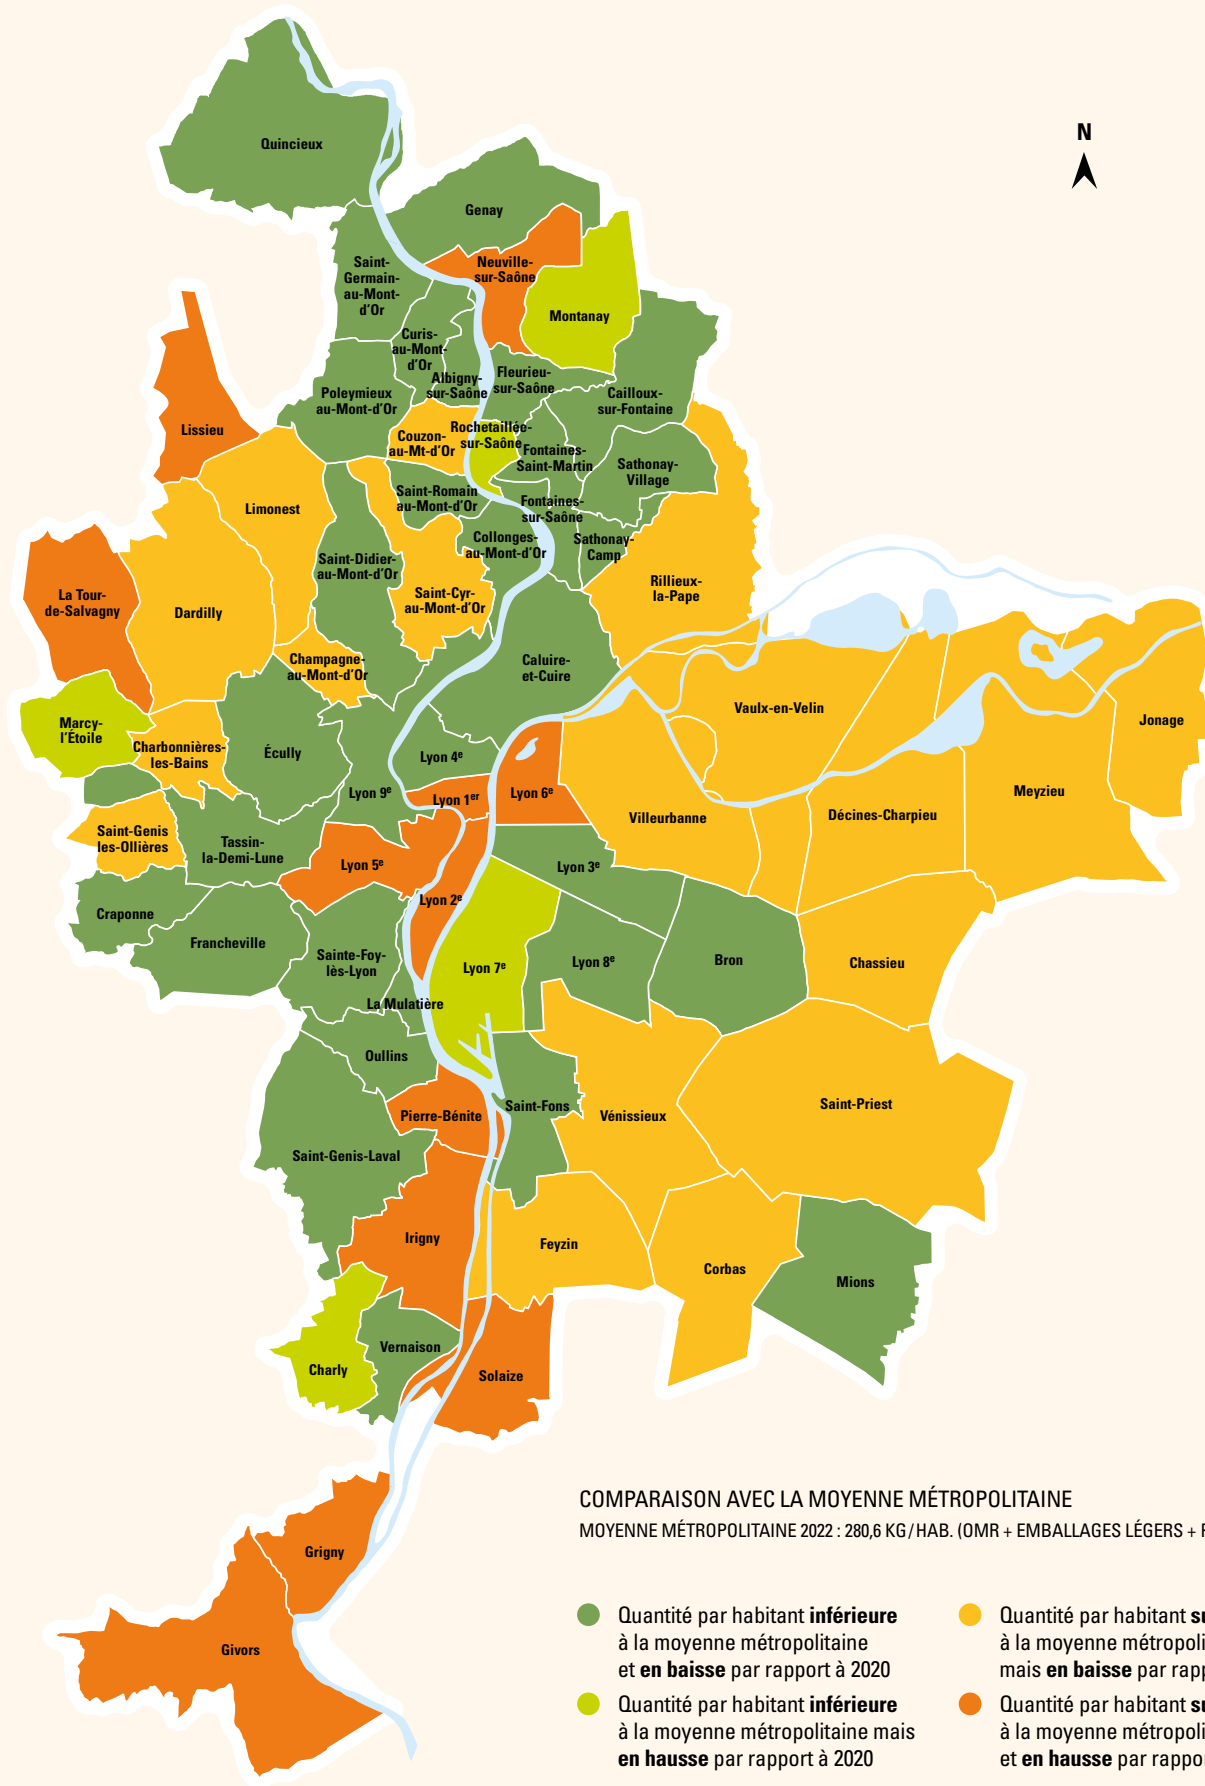 N
Quincieux
Genay
Neuville-
sur-Saône
Saint-
Germain-
au-Mont-
d'Or
Montanay
Curis-
au-Mont-
d'Or
Albigny-
sur-Saône
Fleurieu-
sur-Saône
Poleymieux
au-Mont-d'Or
Cailloux-
sur-Fontaine
Lissieu
Couzon-
au-Mt-d'Or
Rochetaillée-
sur-Saône
Fontaines-
Saint-Martin
Sathonay-
Village
Saint-Romain
au-Mont-d'Or
Limonest
Fontaines-
sur-Saône
Collonges-
au-Mont-d'Or
Sathonay-
Camp
Saint-Didier-
au-Mont-d'Or
Rillieux-
la-Pape
La Tour-
de-Salvagny
Dardilly
Saint-Cyr-
au-Mont-d'Or
Champagne-
au-Mont-d'Or
Caluire-
et-Cuire
Vaulx-en-Velin
Jonage
Marcy-
l'Étoile
Charbonnières-
les-Bains
Écully
Lyon 4e
Lyon 9e
Lyon 1er
Lyon 6e
Meyzieu
Villeurbanne
Décines-Charpieu
Saint-Genis
les-Ollières
Tassin-
la-Demi-Lune
Lyon 5e
Lyon 3e
Lyon 2e
Craponne
Francheville
Sainte-Foy-
lès-Lyon
Lyon 7e
Lyon 8e
Bron
Chassieu
La Mulatière
Oullins
Saint-Fons
Pierre-Bénite
Vénissieux
Saint-Priest
Saint-Genis-Laval
Irigny
Feyzin
Corbas
Mions
Vernaison
Charly
Solaize
Grigny
Givors
COMPARAISON AVEC LA MOYENNE MÉTROPOLITAINE
MOYENNE MÉTROPOLITAINE 2022 : 280,6 KG/HAB. (OMR + EMBALLAGES LÉGERS +
Quantité par habitant inférieure
à la moyenne métropolitaine
et en baisse par rapport à 2020
Quantité par habitant inférieure
à la moyenne métropolitaine mais
en hausse par rapport à 2020
Quantité par habitant
à la moyenne
mais en baisse par
Quantité par habitant
à la moyenne
et en hausse par